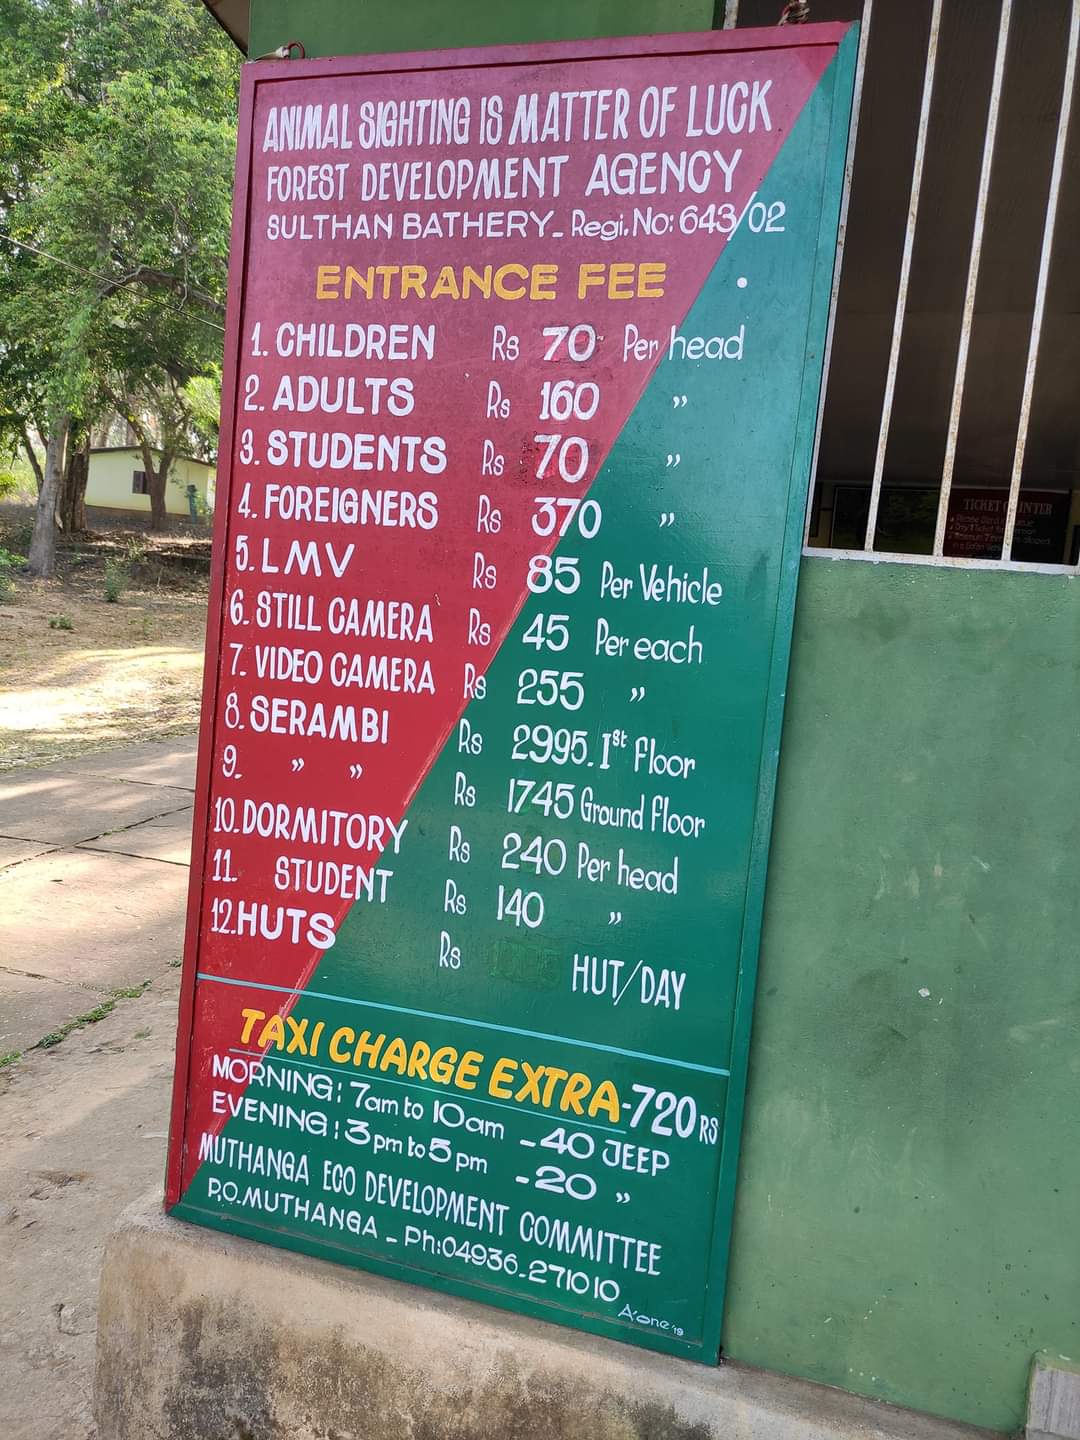 ANIMAL SIGHTING IS MATTER OF LUCK
FOREST DEVELOPMENT AGENCY
SULTHAN BATHERY_ Regi. No: 643/02
ENTRANCE FEE
1. CHILDREN Rs 70 Per head
2. ADULTS Rs 160 ”
3. STUDENTS Rs 70 ”
4. FOREIGNERS Rs 370 ”
5. LMV Rs 85 Per Vehicle
6. STILL CAMERA Rs 45 Per each
7. VIDEO CAMERA Rs 255 ”
8. SERAMBI Rs 2995. Ist floor
9. ” ” Rs 1745 Ground floor
10. DORMITORY Rs 240 Per head
11. STUDENT Rs 140 ”
12. HUTS Rs HUT/DAY
TAXI CHARGE EXTRA-720 RS
MORNING: 7am to 10am - 40 JEEP
EVENING: 3pm to 5pm - 20 ”
MUTHANGA ECO DEVELOPMENT COMMITTEE
P.O. MUTHANGA - Ph: 04936-271010
A'one '19
TICKET COUNTER